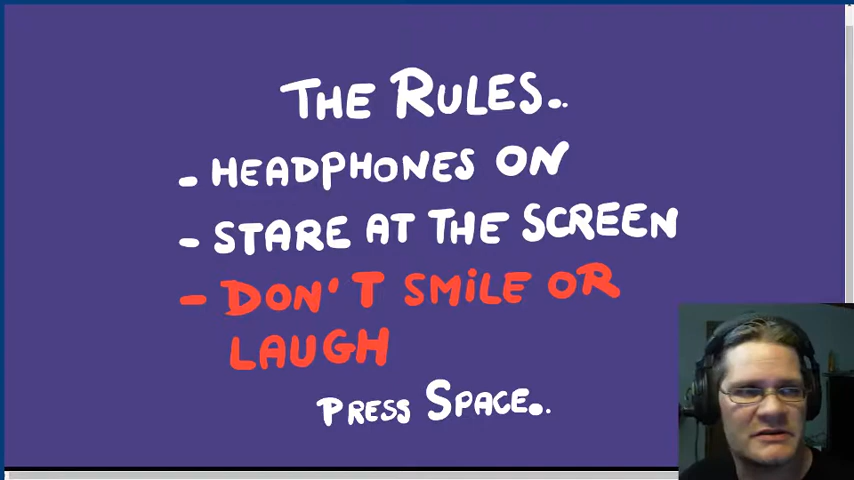 The Rules..
- Headphones on
- Stare at the Screen
- Don't smile or
Laugh
Press Space..